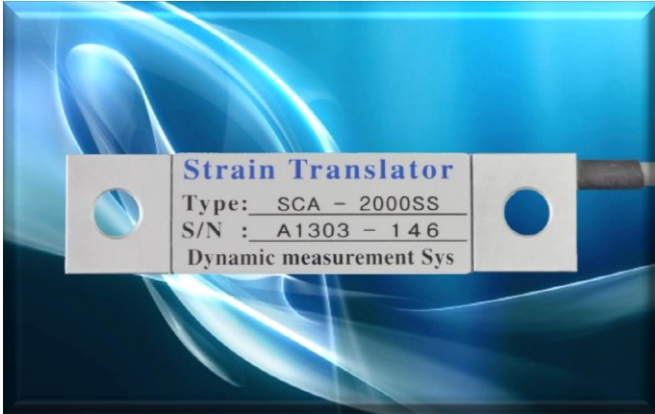 Strain Translator
Type: SCA - 2000SS
S/N : A1303 - 146
Dynamic measurement Sys